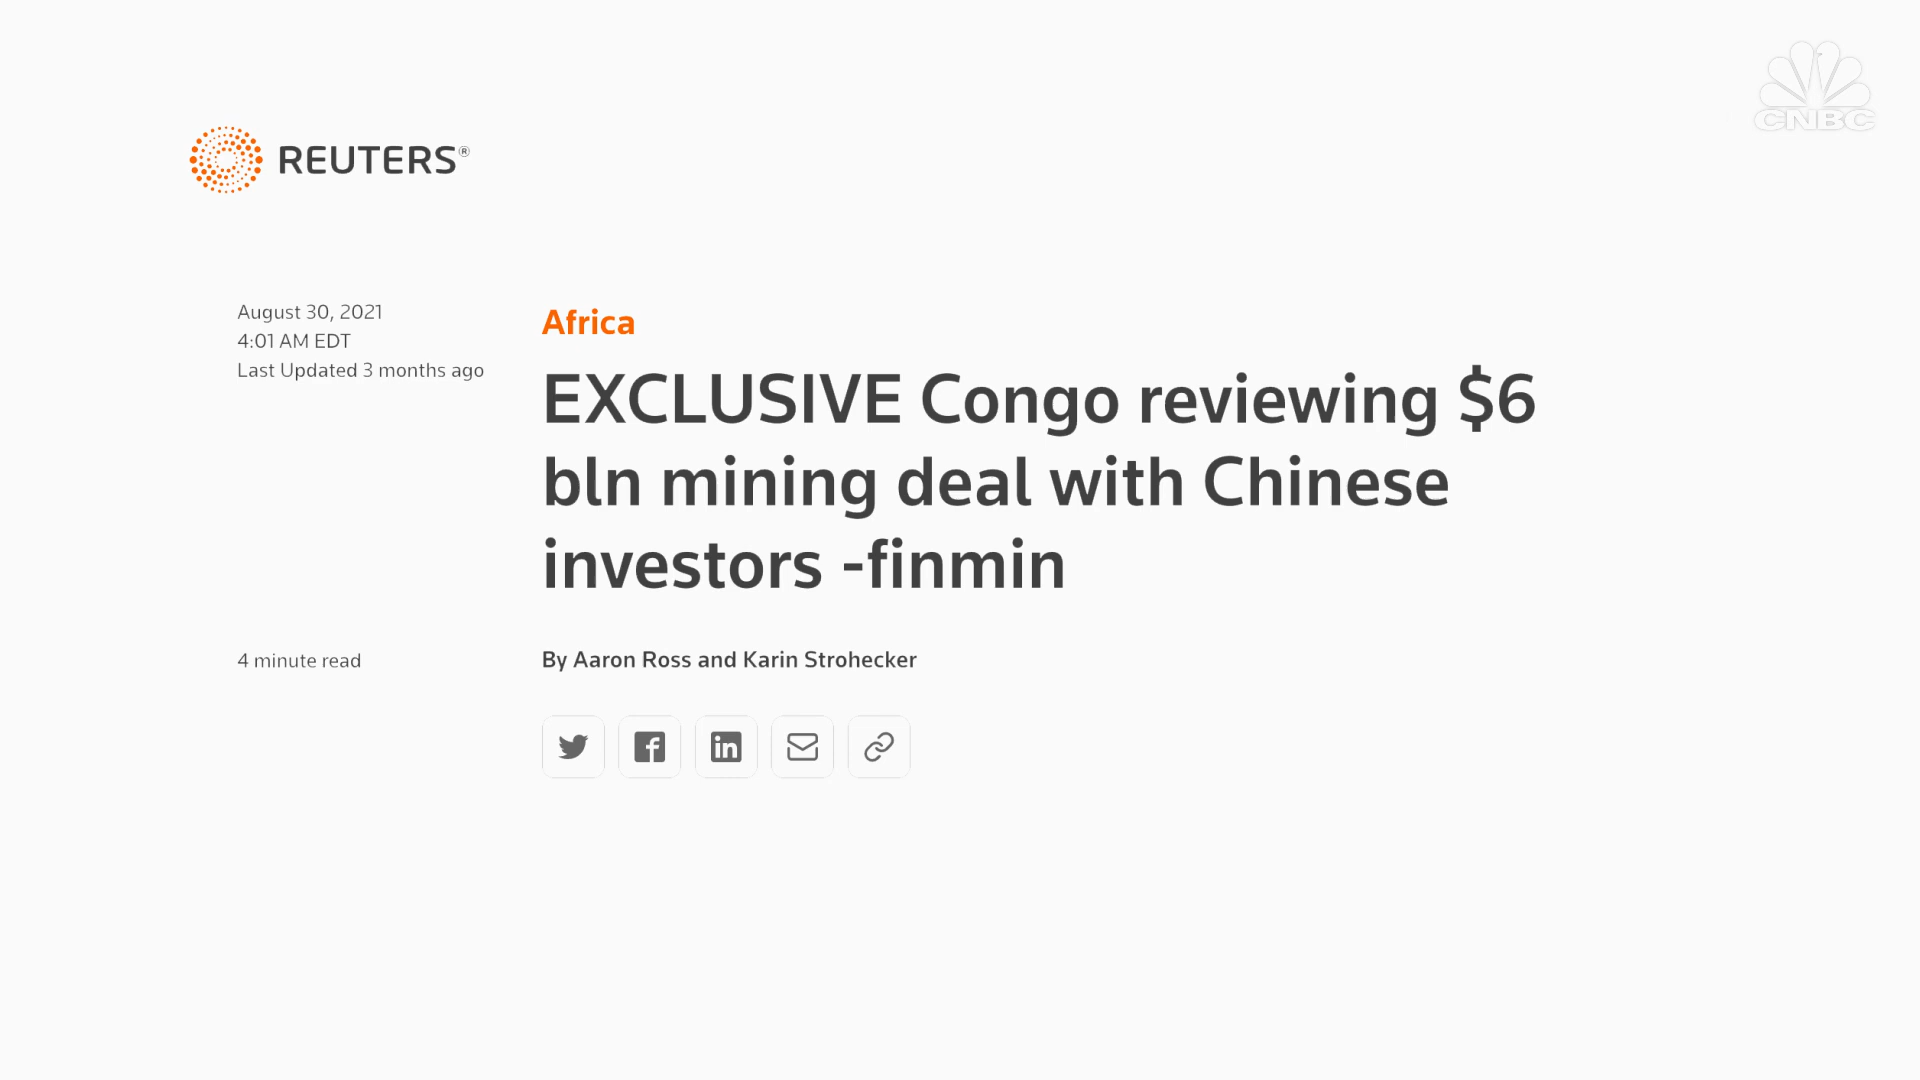 CNBC
REUTERS®
August 30, 2021
4:01 AM EDT
Last Updated 3 months ago
Africa
EXCLUSIVE Congo reviewing $6
bln mining deal with Chinese
investors -finmin
4 minute read
By Aaron Ross and Karin Strohecker